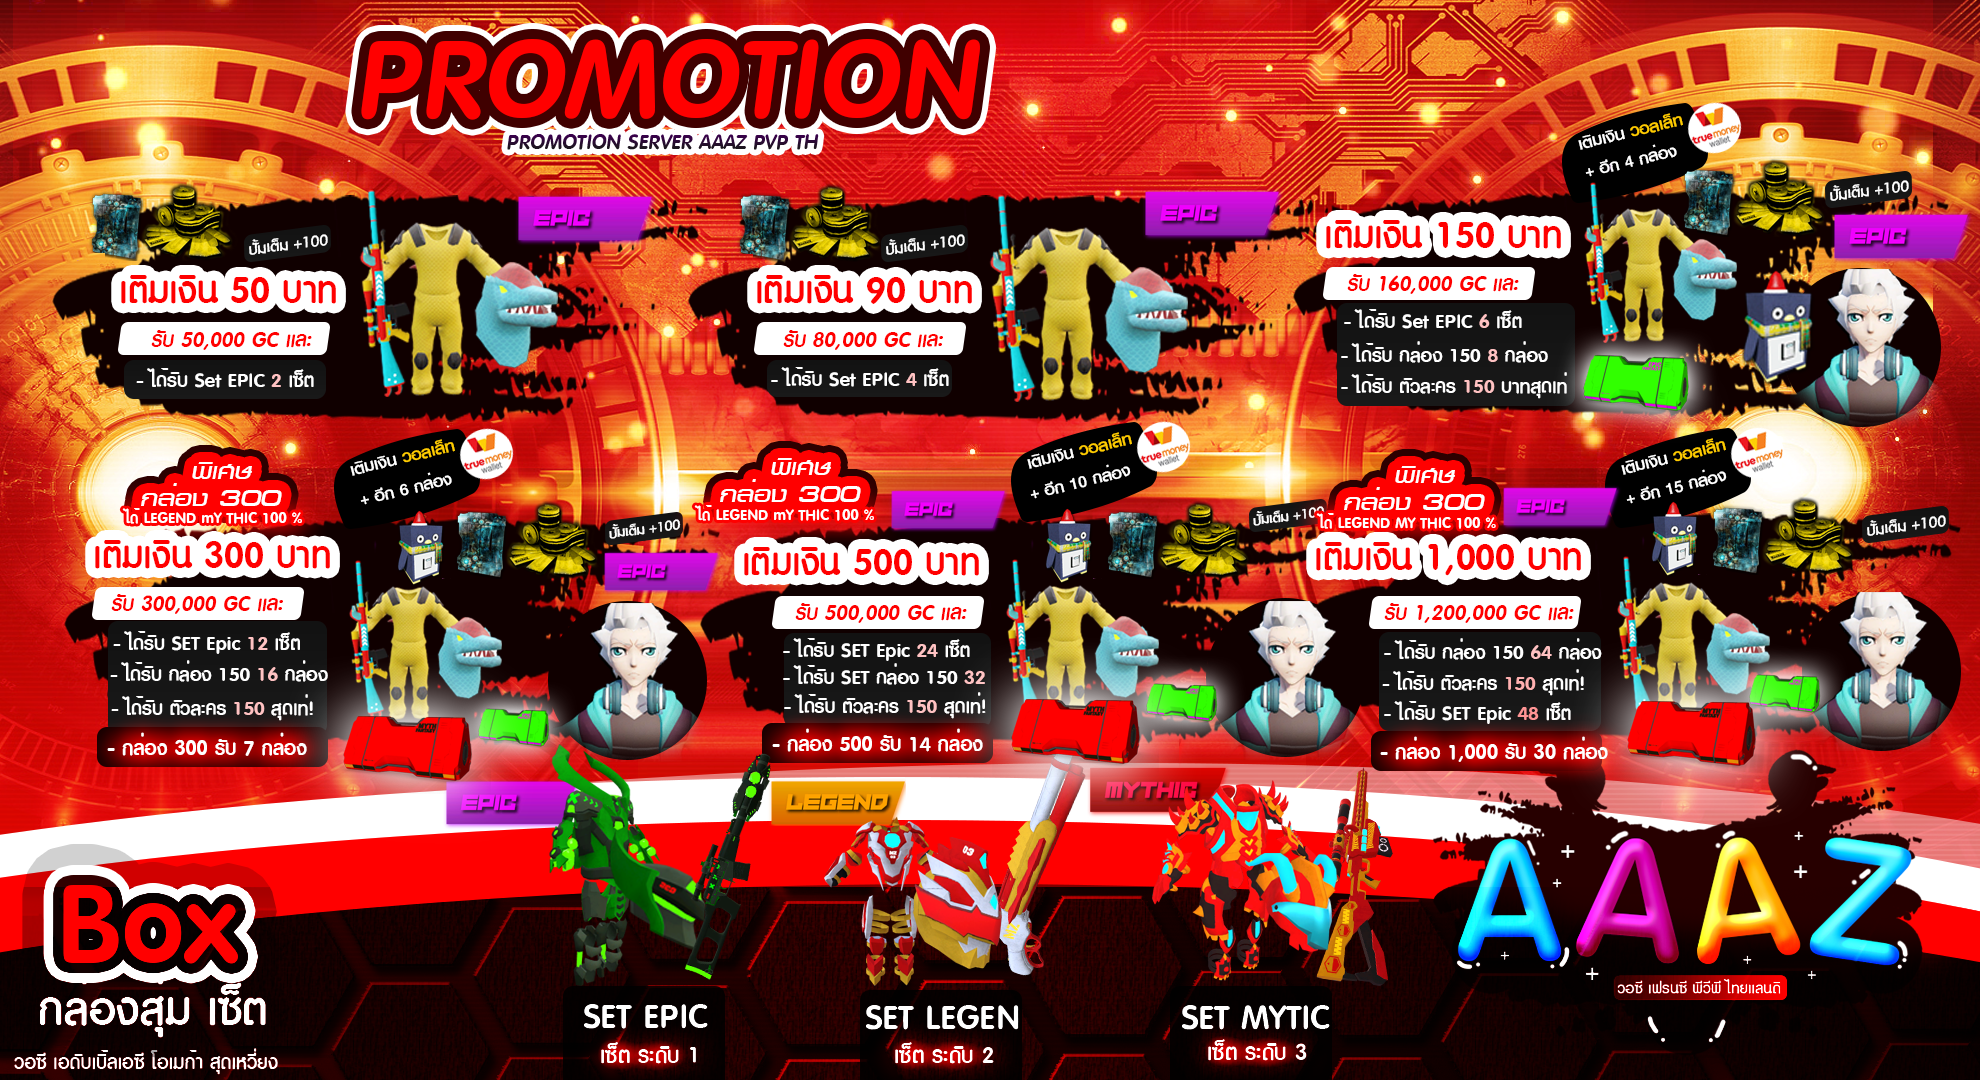 PROMOTION
PROMOTION SERVER AAAZ PVP TH
ปั้มเต็ม +100
EPIC
เติมเงิน 50 บาท
รับ 50,000 GC และ
- ได้รับ Set EPIC 2 เซ็ต
ปั้มเต็ม +100
EPIC
เติมเงิน 90 บาท
รับ 80,000 GC และ
- ได้รับ Set EPIC 4 เซ็ต
เติมเงิน วอลเล็ท
+ อีก 4 กล่อง
truemoney
wallet
ปั้มเต็ม +100
EPIC
เติมเงิน 150 บาท
รับ 160,000 GC และ
- ได้รับ Set EPIC 6 เซ็ต
- ได้รับ กล่อง 150 8 กล่อง
- ได้รับ ตัวละคร 150 บาทสุดเท่
พิเศษ
กล่อง 300
ได้ LEGEND mY THIC 100 %
เติมเงิน วอลเล็ท
+ อีก 6 กล่อง
truemoney
wallet
ปั้มเต็ม +100
EPIC
เติมเงิน 300 บาท
รับ 300,000 GC และ
- ได้รับ SET Epic 12 เซ็ต
- ได้รับ กล่อง 150 16 กล่อง
- ได้รับ ตัวละคร 150 สุดเท่!
- กล่อง 300 รับ 7 กล่อง
พิเศษ
กล่อง 300
ได้ LEGEND mY THIC 100 %
EPIC
เติมเงิน วอลเล็ท
+ อีก 10 กล่อง
truemoney
wallet
ปั้มเต็ม +100
เติมเงิน 500 บาท
รับ 500,000 GC และ
- ได้รับ SET Epic 24 เซ็ต
- ได้รับ SET กล่อง 150 32
- ได้รับ ตัวละคร 150 สุดเท่!
- กล่อง 500 รับ 14 กล่อง
พิเศษ
กล่อง 300
ได้ LEGEND MY THIC 100 %
EPIC
เติมเงิน วอลเล็ท
+ อีก 15 กล่อง
truemoney
wallet
ปั้มเต็ม +100
เติมเงิน 1,000 บาท
รับ 1,200,000 GC และ
- ได้รับ กล่อง 150 64 กล่อง
- ได้รับ ตัวละคร 150 สุดเท่!
- ได้รับ SET Epic 48 เซ็ต
- กล่อง 1,000 รับ 30 กล่อง
EPIC
LEGEND
MYTHIC
Box
กล่องสุ่ม เซ็ต
วอซี เอดับเบิ้ลเอซี โอเมก้า สุดเหวี่ยง
SET EPIC
เซ็ต ระดับ 1
SET LEGEN
เซ็ต ระดับ 2
SET MYTIC
เซ็ต ระดับ 3
AAAZ
วอซี เฟรนซี พีวีพี ไทยแลนด์